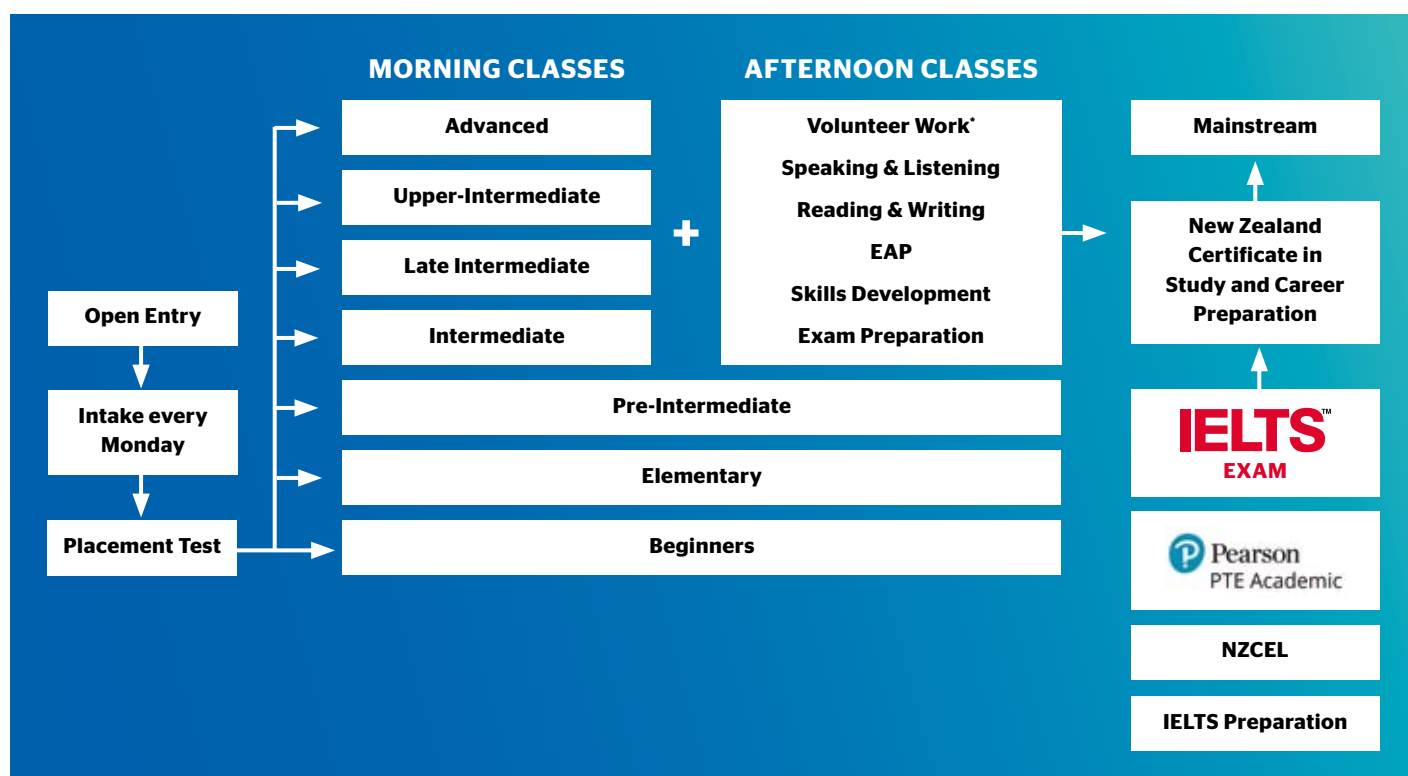 MORNING CLASSES
AFTERNOON CLASSES
Open Entry
Intake every
Monday
Placement Test
Advanced
Upper-Intermediate
Late Intermediate
Intermediate
Pre-Intermediate
Elementary
Beginners
+
Volunteer Work*
Speaking & Listening
Reading & Writing
EAP
Skills Development
Exam Preparation
Mainstream
New Zealand
Certificate in
Study and Career
Preparation
IELTS™
EXAM
Pearson
PTE Academic
NZCEL
IELTS Preparation